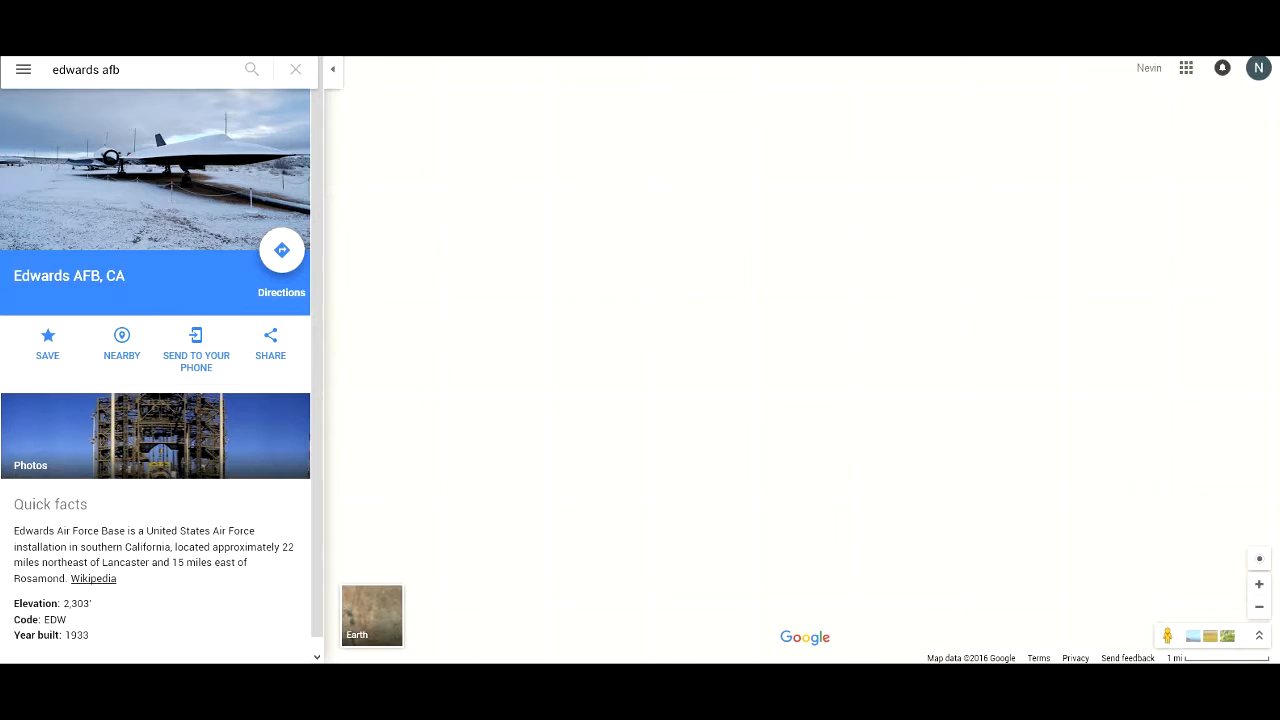 edwards afb
Nevin
N
Edwards AFB, CA
Directions
SAVE
NEARBY
SEND TO YOUR
PHONE
SHARE
Photos
Quick facts
Edwards Air Force Base is a United States Air Force
installation in southern California, located approximately 22
miles northeast of Lancaster and 15 miles east of
Rosamond. Wikipedia
Elevation: 2,303'
Code: EDW
Year built: 1933
Earth
Google
Map data ©2016 Google Terms Privacy Send feedback 1 mi